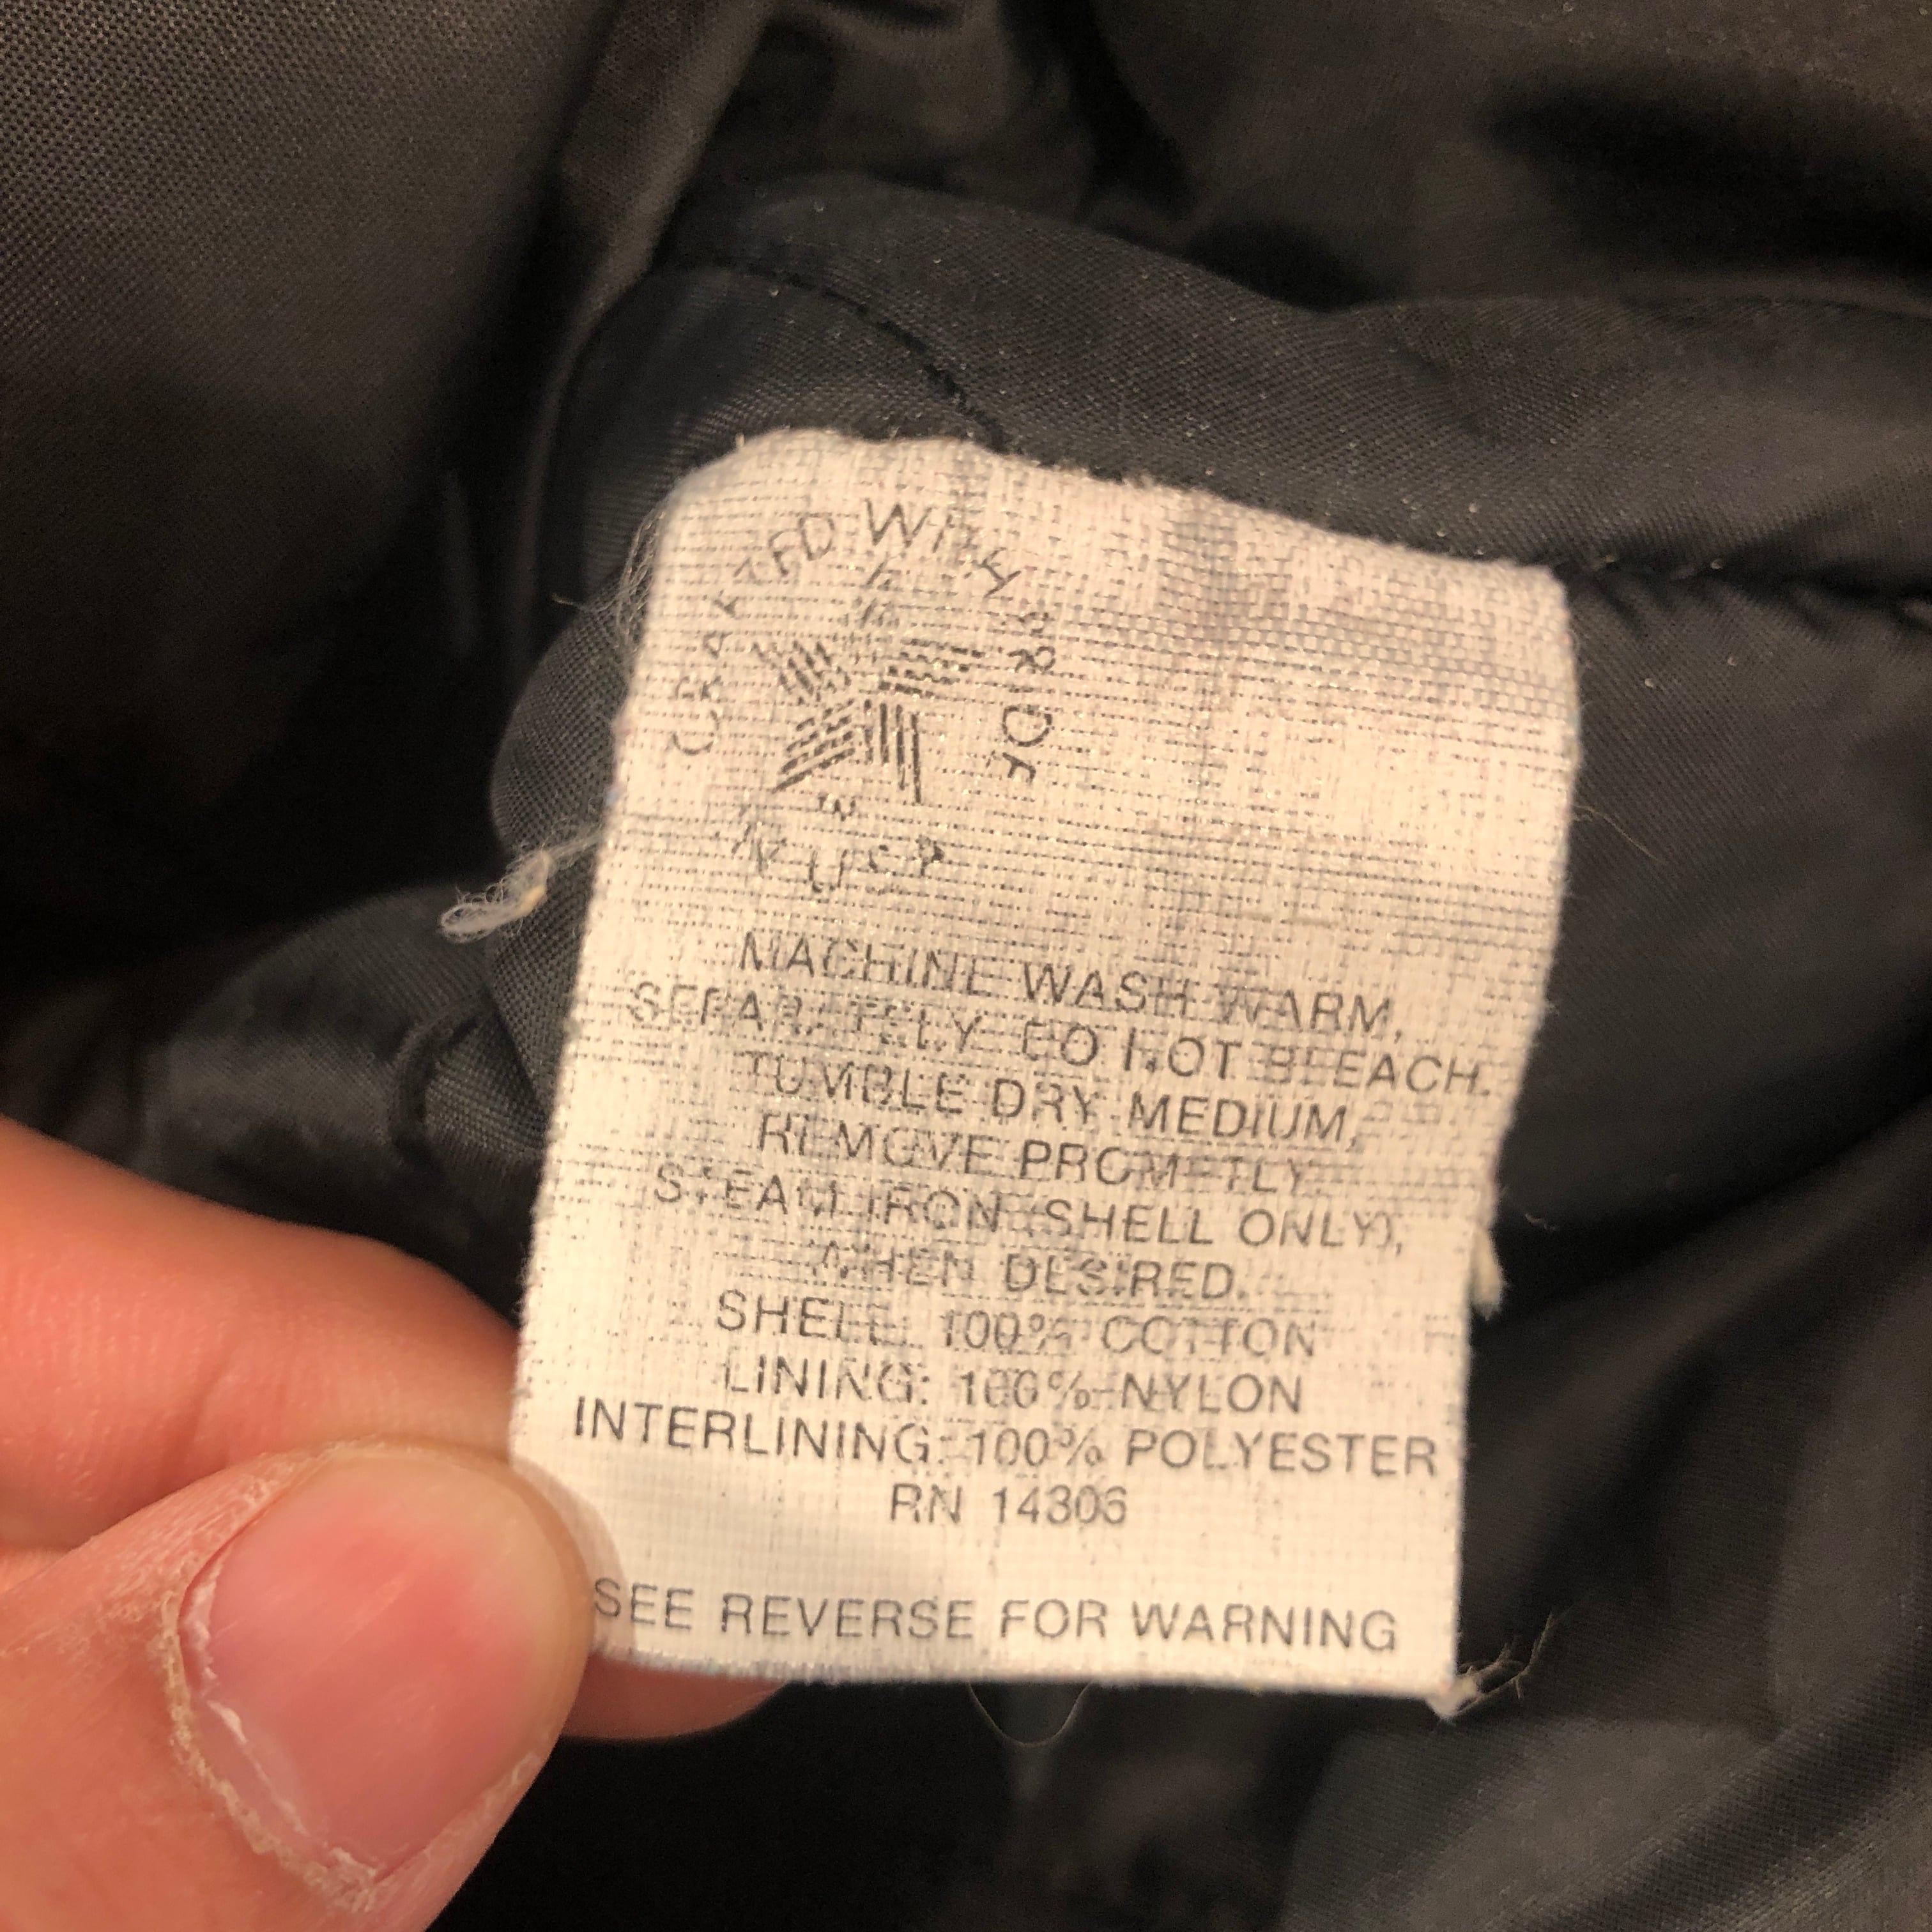 CRAFTED WITH PRIDE
IN U.S.A.
MACHINE WASH WARM,
SEPARATELY. DO NOT BLEACH.
TUMBLE DRY MEDIUM,
REMOVE PROMPTLY.
STEAM IRON (SHELL ONLY),
WHEN DESIRED.
SHELL: 100% COTTON
LINING: 100% NYLON
INTERLINING: 100% POLYESTER
RN 14306
SEE REVERSE FOR WARNING